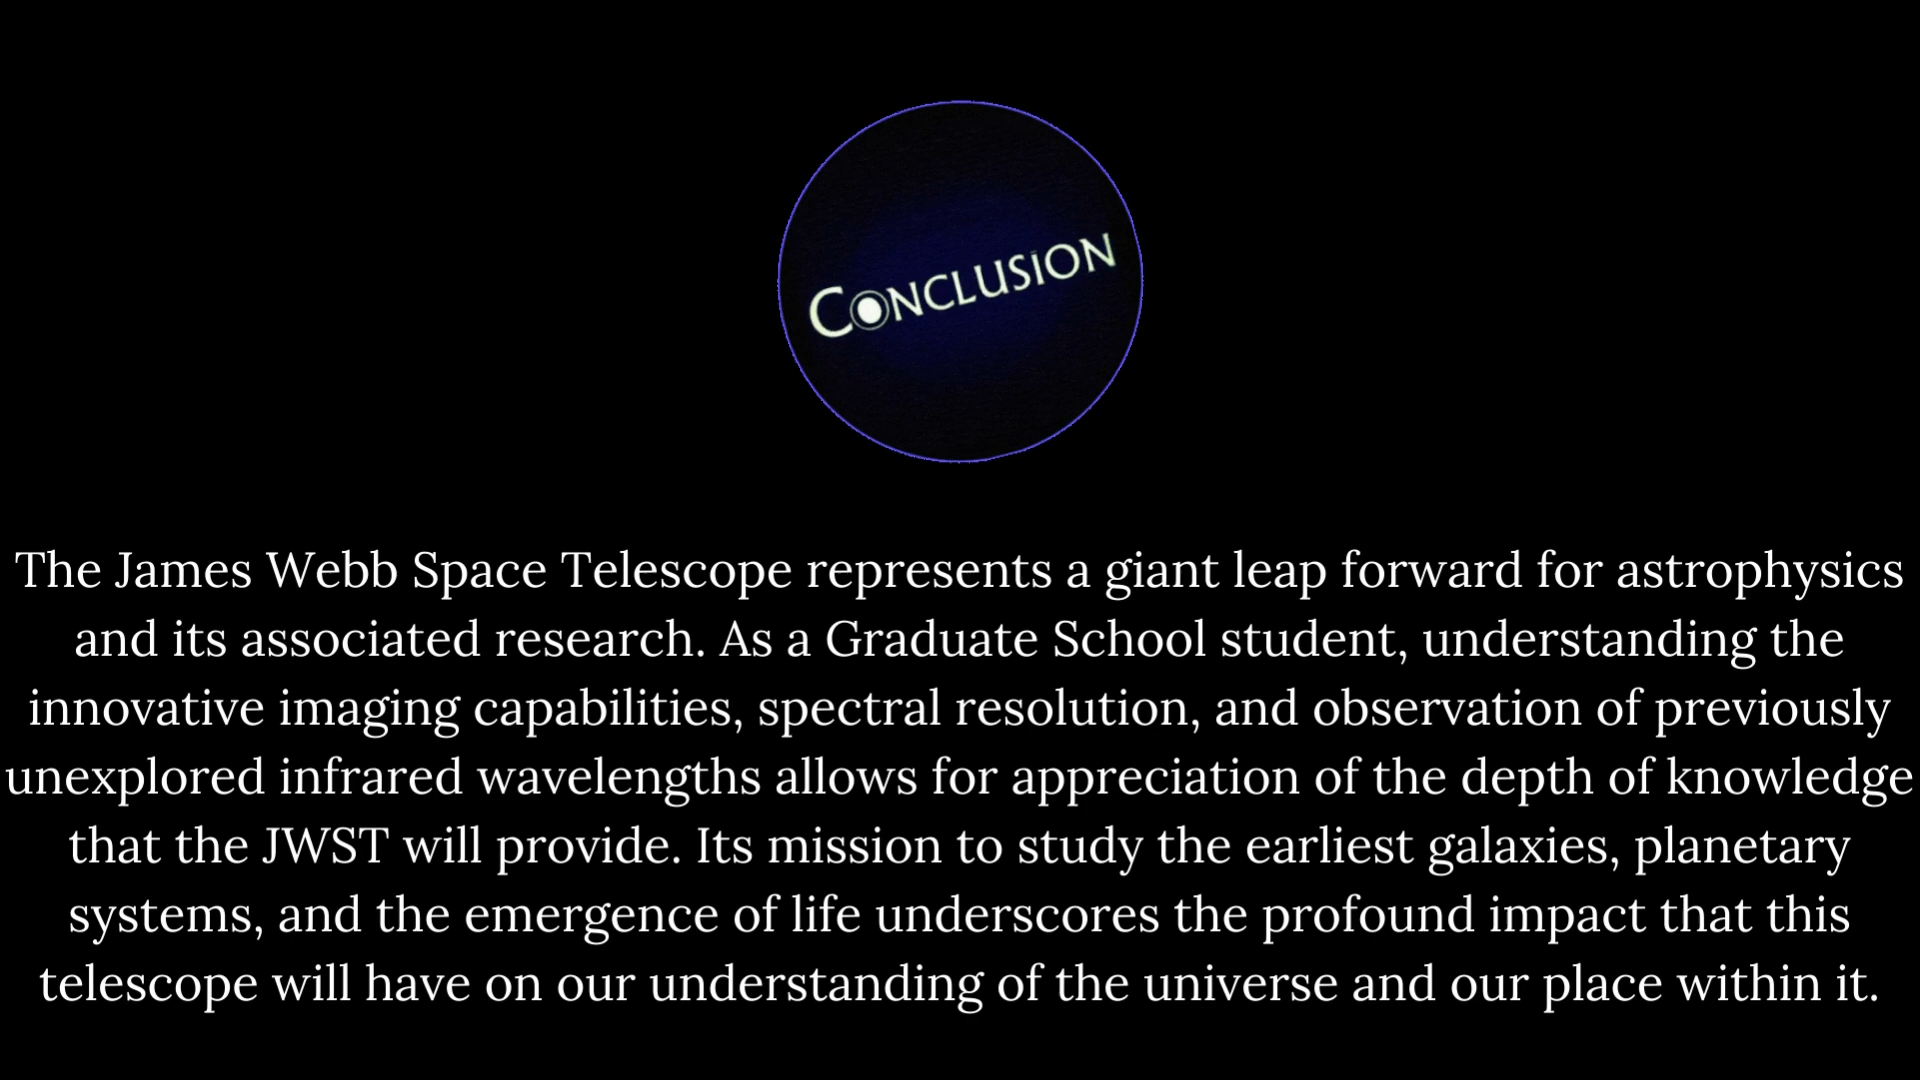 CONCLUSION
The James Webb Space Telescope represents a giant leap forward for astrophysics
and its associated research. As a Graduate School student, understanding the
innovative imaging capabilities, spectral resolution, and observation of previously
unexplored infrared wavelengths allows for appreciation of the depth of knowledge
that the JWST will provide. Its mission to study the earliest galaxies, planetary
systems, and the emergence of life underscores the profound impact that this
telescope will have on our understanding of the universe and our place within it.